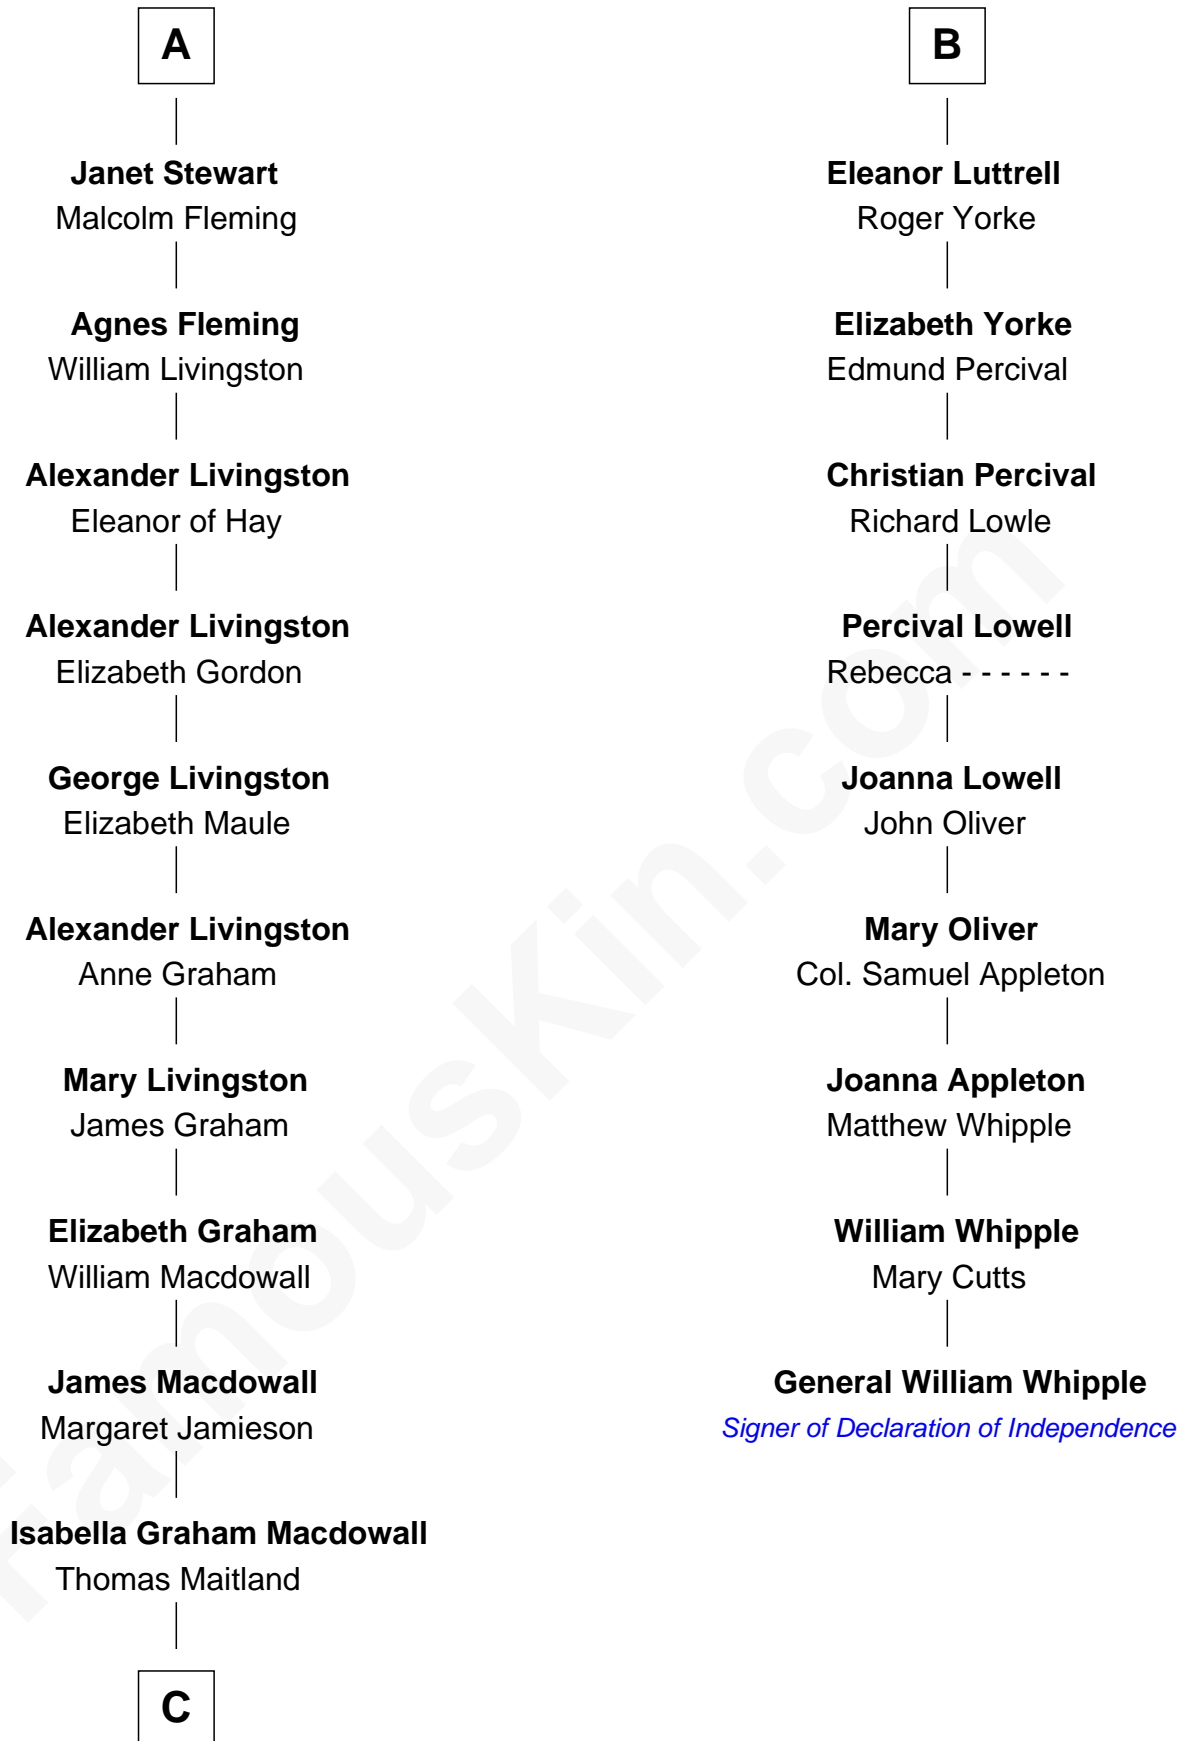 A
Janet Stewart
Malcolm Fleming
Agnes Fleming
William Livingston
Alexander Livingston
Eleanor of Hay
Alexander Livingston
Elizabeth Gordon
George Livingston
Elizabeth Maule
Alexander Livingston
Anne Graham
Mary Livingston
James Graham
Elizabeth Graham
William Macdowall
James Macdowall
Margaret Jamieson
Isabella Graham Macdowall
Thomas Maitland
C
B
Eleanor Luttrell
Roger Yorke
Elizabeth Yorke
Edmund Percival
Christian Percival
Richard Lowle
Percival Lowell
Rebecca - - - - - -
Joanna Lowell
John Oliver
Mary Oliver
Col. Samuel Appleton
Joanna Appleton
Matthew Whipple
William Whipple
Mary Cutts
General William Whipple
Signer of Declaration of Independence
FamousKin.com